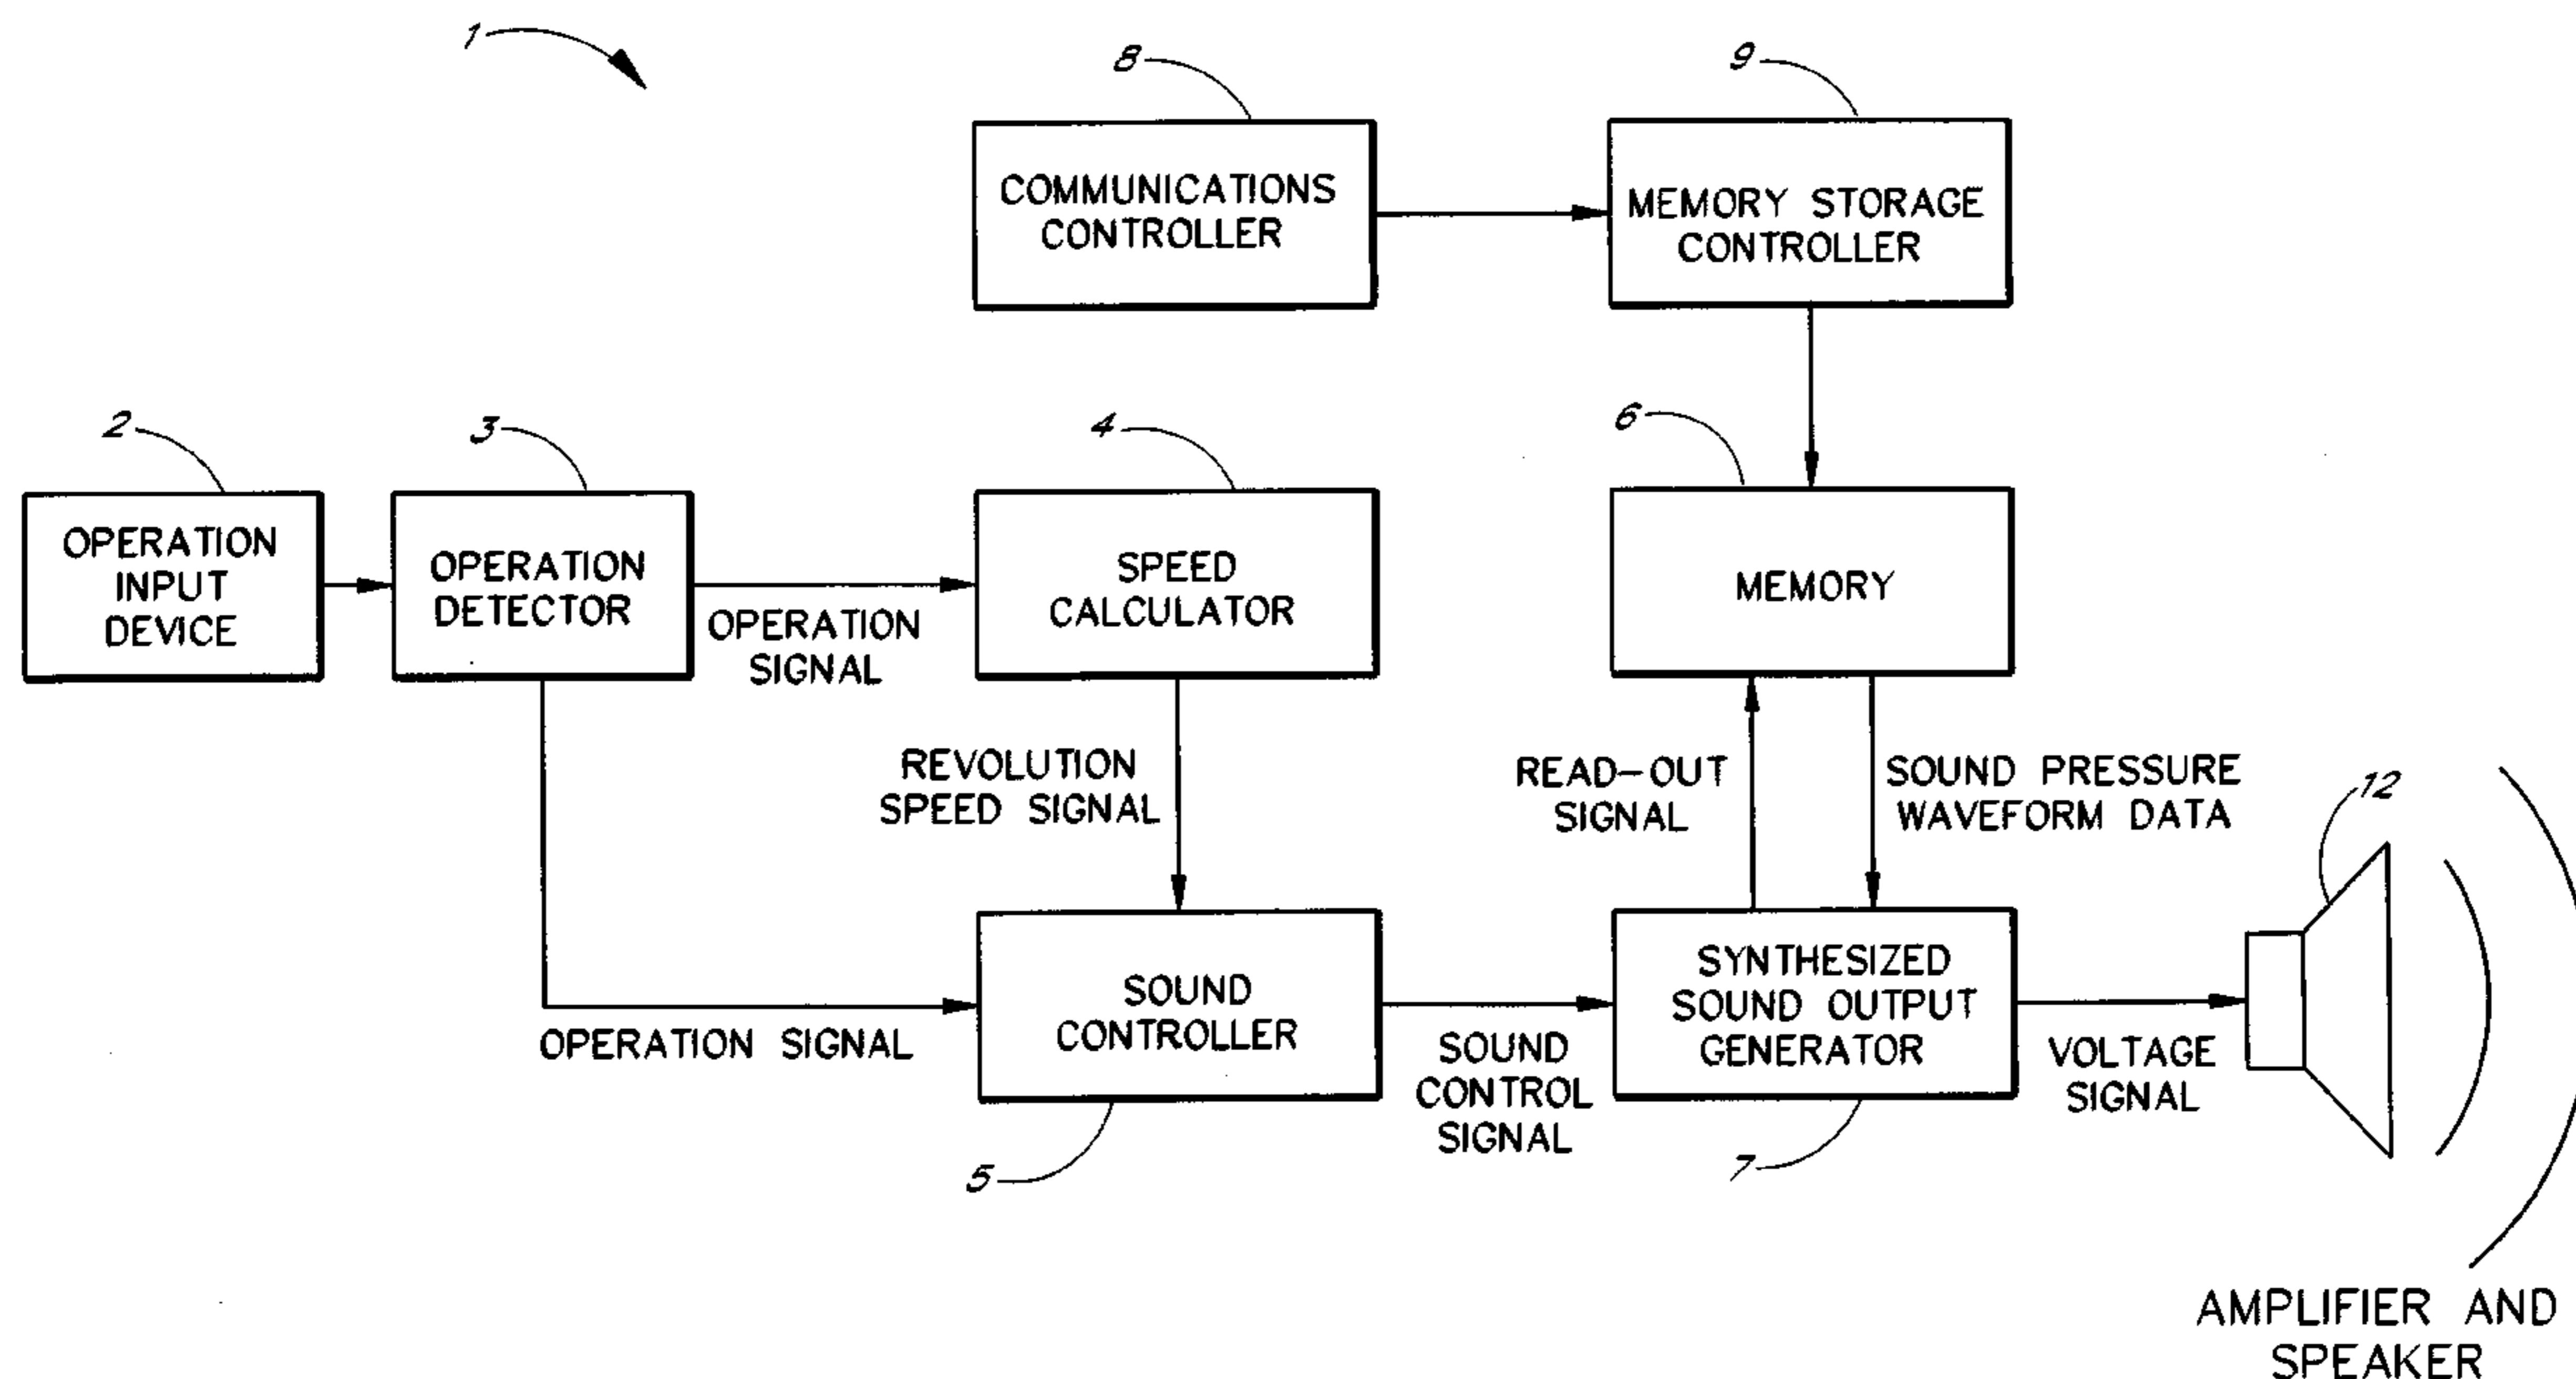 1
8
9
COMMUNICATIONS
CONTROLLER
MEMORY STORAGE
CONTROLLER
2
3
4
6
OPERATION
INPUT
DEVICE
OPERATION
DETECTOR
OPERATION
SIGNAL
SPEED
CALCULATOR
MEMORY
REVOLUTION
SPEED SIGNAL
READ-OUT
SIGNAL
SOUND PRESSURE
WAVEFORM DATA
12
OPERATION SIGNAL
SOUND
CONTROLLER
SOUND
CONTROL
SIGNAL
SYNTHESIZED
SOUND OUTPUT
GENERATOR
VOLTAGE
SIGNAL
5
7
AMPLIFIER AND
SPEAKER